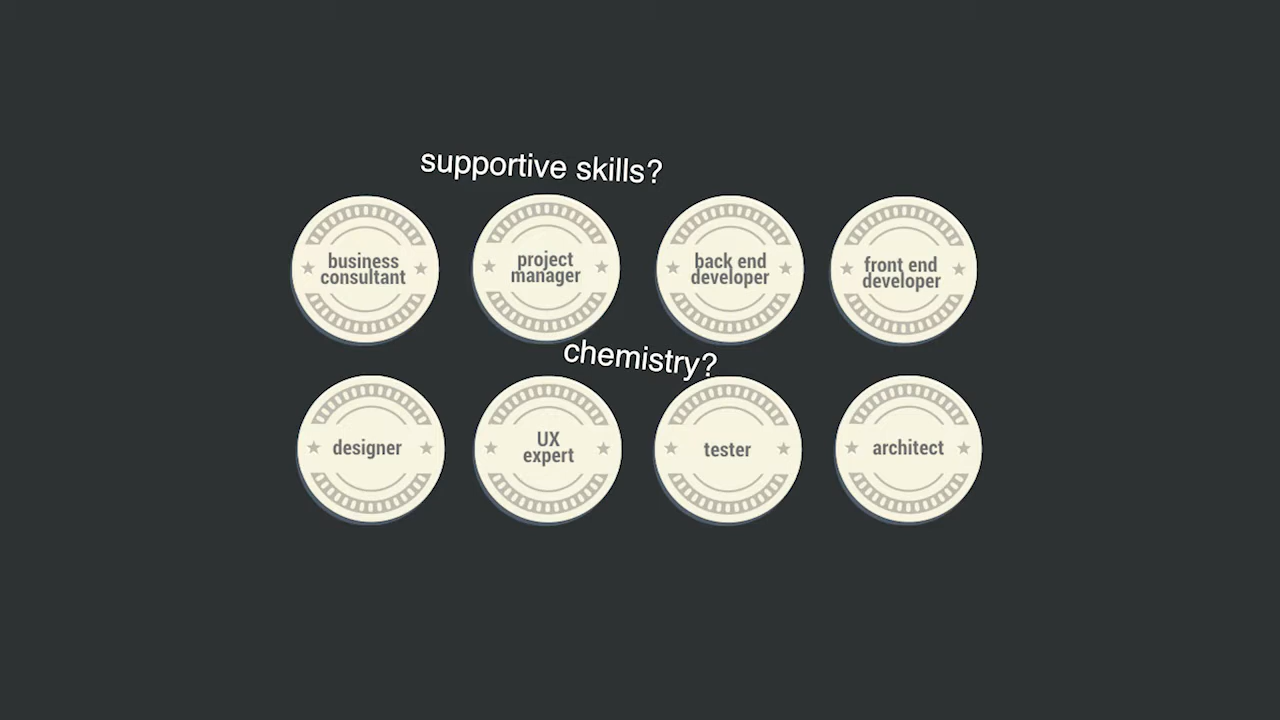 supportive skills?
business
consultant
project
manager
back end
developer
front end
developer
chemistry?
designer
UX
expert
tester
architect